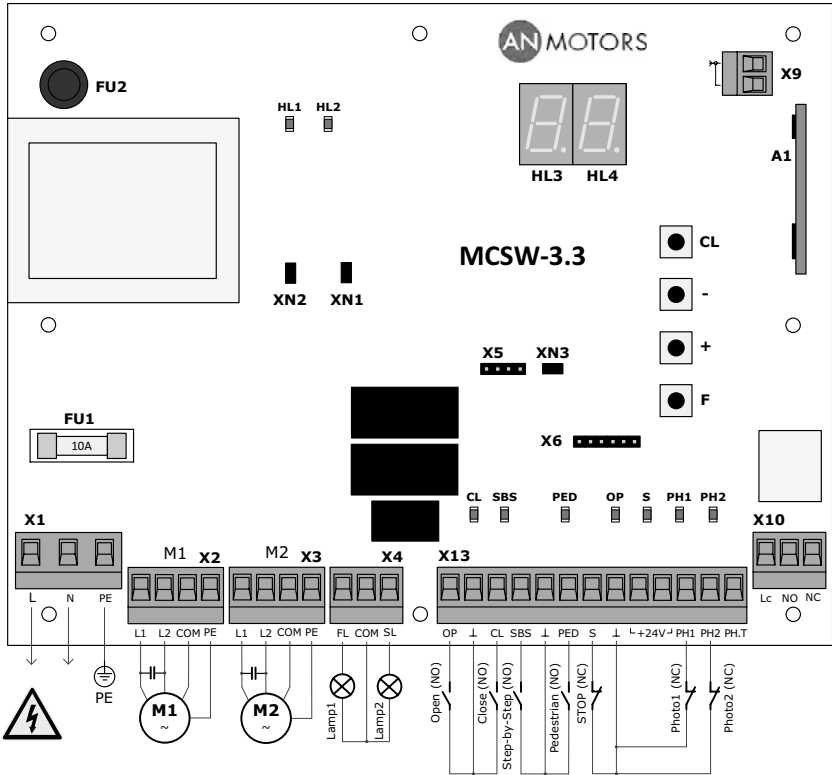 AN MOTORS
FU2
X9
HL1 HL2
A1
HL3 HL4
CL
MCSW-3.3
-
XN2 XN1
+
X5 XN3
F
FU1
10A
X6
CL SBS PED OP S PH1 PH2
X1
M1 X2
M2 X3
X4
X13
X10
L N PE
L1 L2 COM PE
L1 L2 COM PE
FL COM SL
OP ⊥ CL SBS ⊥ PED S ⊥ +24V PH1 PH2 PH.T
Lc NO NC
PE
M1
~
M2
~
Lamp1
Lamp2
Open (NO)
Close (NO)
Step-by-Step (NO)
Pedestrian (NO)
STOP (NC)
Photo1 (NC)
Photo2 (NC)